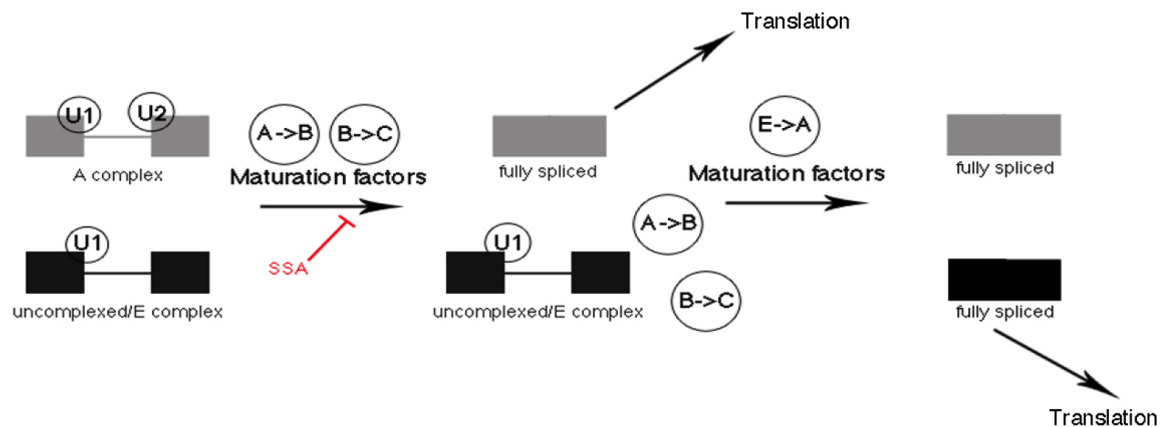 Translation
U1
U2
A complex
A->B
B->C
Maturation factors
SSA
U1
uncomplexed/E complex
fully spliced
U1
uncomplexed/E complex
A->B
B->C
E->A
Maturation factors
fully spliced
fully spliced
Translation